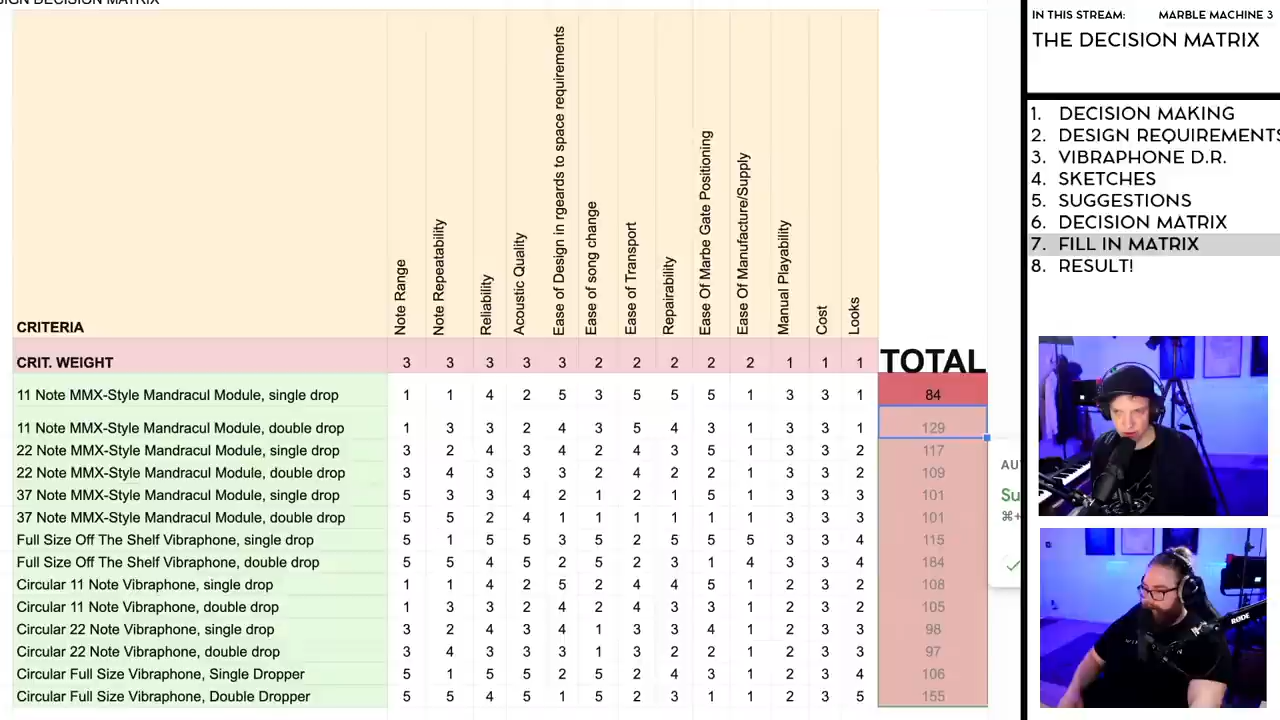 SIGN DECISION MATRIX
IN THIS STREAM: MARBLE MACHINE 3
THE DECISION MATRIX
1. DECISION MAKING
2. DESIGN REQUIREMENTS
3. VIBRAPHONE D.R.
4. SKETCHES
5. SUGGESTIONS
6. DECISION MATRIX
7. FILL IN MATRIX
8. RESULT!
CRITERIA
Note Range
Note Repeatability
Reliability
Acoustic Quality
Ease of Design in rgeards to space requirements
Ease of song change
Ease of Transport
Repairability
Ease Of Marbe Gate Positioning
Ease Of Manufacture/Supply
Manual Playability
Cost
Looks
CRIT. WEIGHT 3 3 3 3 3 2 2 2 2 2 1 1 1 TOTAL
11 Note MMX-Style Mandracul Module, single drop 1 1 4 2 5 3 5 5 5 1 3 3 1 84
11 Note MMX-Style Mandracul Module, double drop 1 3 3 2 4 3 5 4 3 1 3 3 1 129
22 Note MMX-Style Mandracul Module, single drop 3 2 4 3 4 2 4 3 5 1 3 3 2 117
22 Note MMX-Style Mandracul Module, double drop 3 4 3 3 3 2 4 2 2 1 3 3 2 109
37 Note MMX-Style Mandracul Module, single drop 5 3 3 4 2 1 2 1 5 1 3 3 3 101
37 Note MMX-Style Mandracul Module, double drop 5 5 2 4 1 1 1 1 1 1 3 3 3 101
Full Size Off The Shelf Vibraphone, single drop 5 1 5 5 3 5 2 5 5 5 3 3 4 115
Full Size Off The Shelf Vibraphone, double drop 5 5 4 5 2 5 2 3 1 4 3 3 4 184
Circular 11 Note Vibraphone, single drop 1 1 4 2 5 2 4 4 5 1 2 3 2 108
Circular 11 Note Vibraphone, double drop 1 3 3 2 4 2 4 3 3 1 2 3 2 105
Circular 22 Note Vibraphone, single drop 3 2 4 3 4 1 3 3 4 1 2 3 3 98
Circular 22 Note Vibraphone, double drop 3 4 3 3 3 1 3 2 2 1 2 3 3 97
Circular Full Size Vibraphone, Single Dropper 5 1 5 5 2 5 2 4 3 1 2 3 4 106
Circular Full Size Vibraphone, Double Dropper 5 5 4 5 1 5 2 3 1 1 2 3 5 155
AU
Su
⌘+
RODE